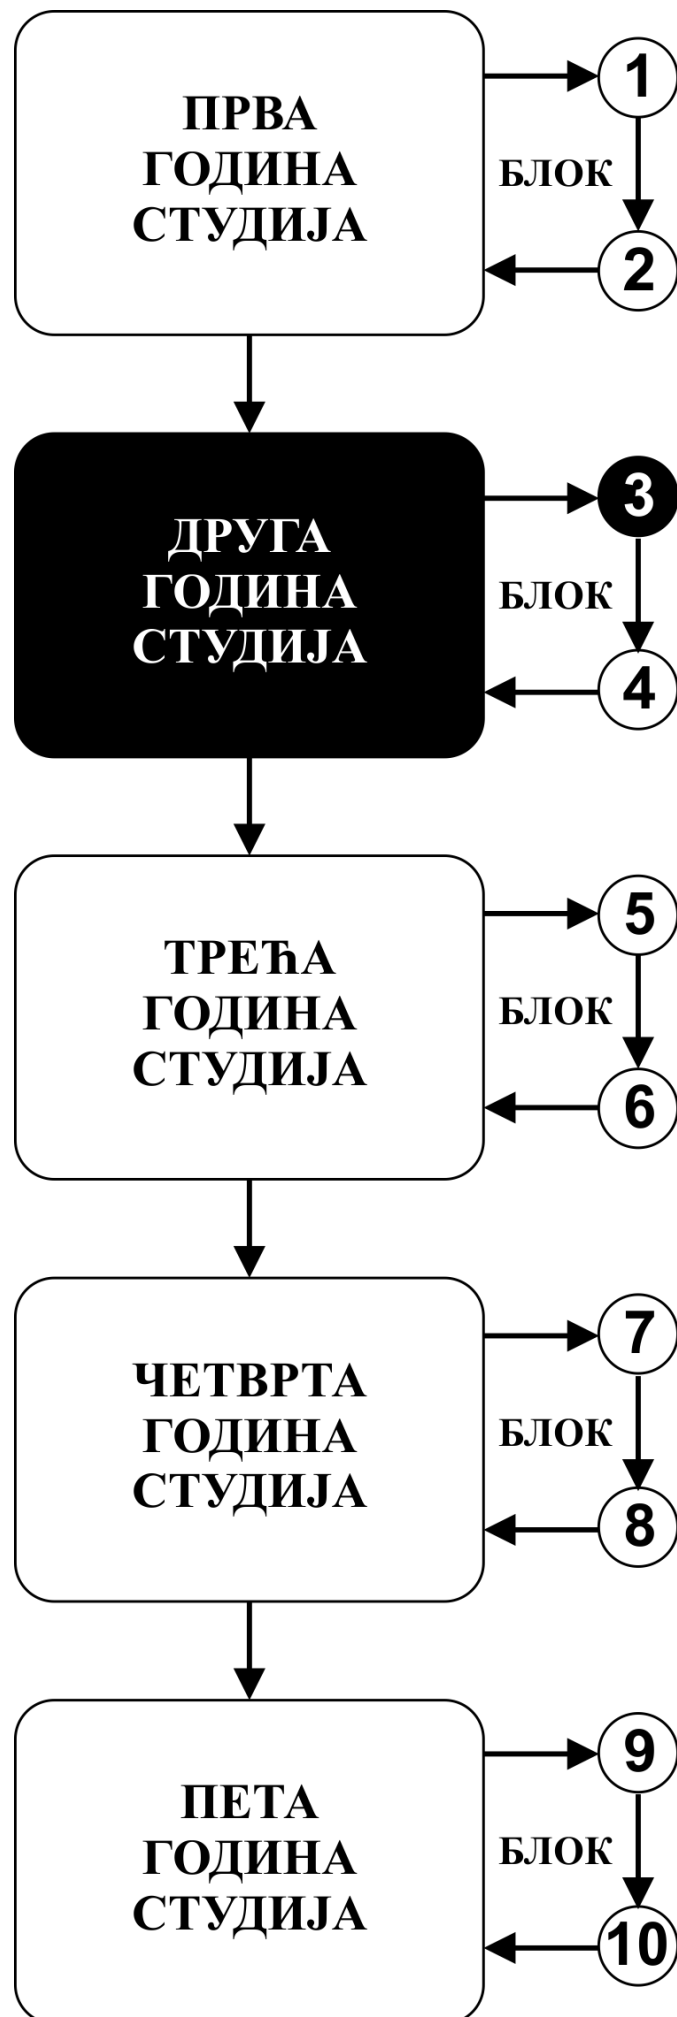 ПРВА
ГОДИНА
СТУДИЈА
1
БЛОК
2
ДРУГА
ГОДИНА
СТУДИЈА
3
БЛОК
4
ТРЕЋА
ГОДИНА
СТУДИЈА
5
БЛОК
6
ЧЕТВРТА
ГОДИНА
СТУДИЈА
7
БЛОК
8
ПЕТА
ГОДИНА
СТУДИЈА
9
БЛОК
10